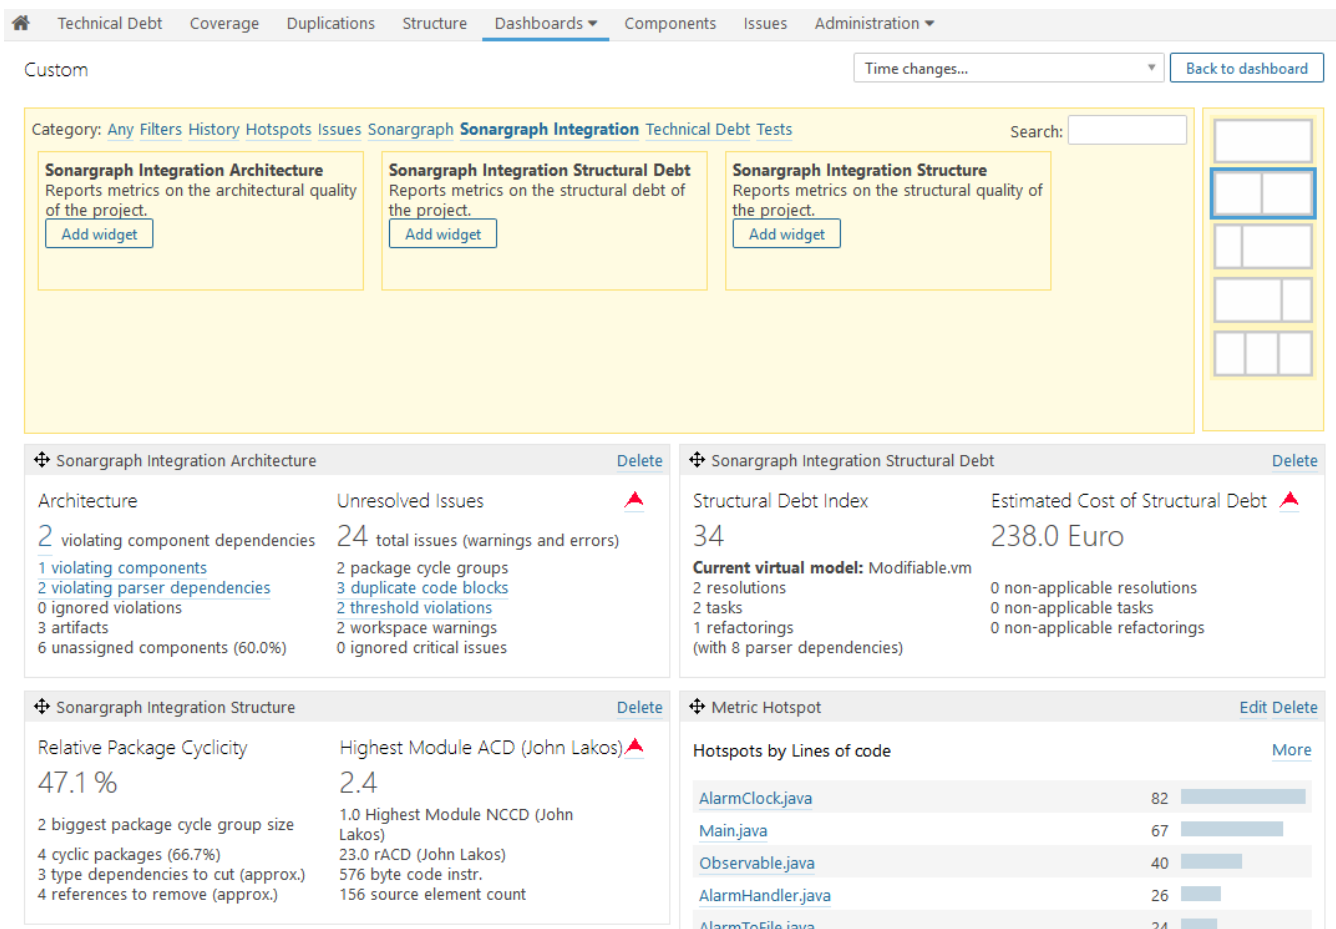 Technical Debt Coverage Duplications Structure Dashboards Components Issues Administration
Custom
Time changes...
Back to dashboard
Category: Any Filters History Hotspots Issues Sonargraph Sonargraph Integration Technical Debt Tests
Search:
Sonargraph Integration Architecture
Reports metrics on the architectural quality
of the project.
Add widget
Sonargraph Integration Structural Debt
Reports metrics on the structural debt of
the project.
Add widget
Sonargraph Integration Structure
Reports metrics on the structural quality of
the project.
Add widget
Sonargraph Integration Architecture Delete
Architecture
2 violating component dependencies
1 violating components
2 violating parser dependencies
0 ignored violations
3 artifacts
6 unassigned components (60.0%)
Unresolved Issues
24 total issues (warnings and errors)
2 package cycle groups
3 duplicate code blocks
2 threshold violations
2 workspace warnings
0 ignored critical issues
Sonargraph Integration Structural Debt Delete
Structural Debt Index
34
Current virtual model: Modifiable.vm
2 resolutions
2 tasks
1 refactorings
(with 8 parser dependencies)
Estimated Cost of Structural Debt
238.0 Euro
0 non-applicable resolutions
0 non-applicable tasks
0 non-applicable refactorings
Sonargraph Integration Structure Delete
Relative Package Cyclicity
47.1 %
2 biggest package cycle group size
4 cyclic packages (66.7%)
3 type dependencies to cut (approx.)
4 references to remove (approx.)
Highest Module ACD (John Lakos)
2.4
1.0 Highest Module NCCD (John
Lakos)
23.0 rACD (John Lakos)
576 byte code instr.
156 source element count
Metric Hotspot Edit Delete
Hotspots by Lines of code More
AlarmClock.java 82
Main.java 67
Observable.java 40
AlarmHandler.java 26
AlarmToFile.java 24